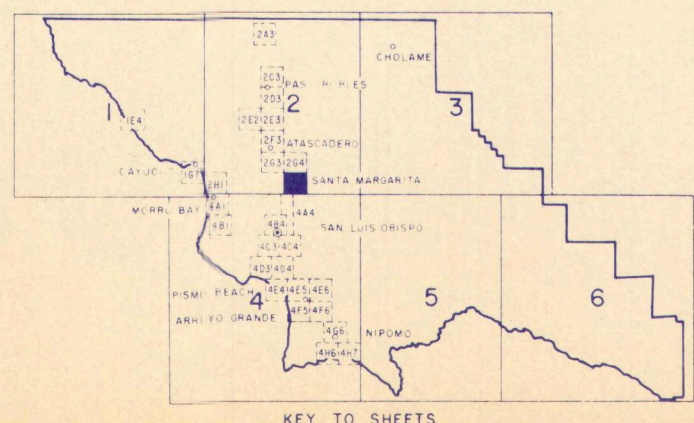 2A3
CHOLAME
2C3
PASO ROBLES
2D3
1
2
3
1E4
2E2 2E3
2F3 ATASCADERO
2G3 2G4
CAYUCOS
1G7
SANTA MARGARITA
2H1
4A1
MORRO BAY
4A4
4B1
4B4
SAN LUIS OBISPO
4C3 4C4
4D3 4D4
PISMO BEACH
4E4 4E5 4E6
4
5
6
4F5 4F6
ARROYO GRANDE
4G6
NIPOMO
4H6 4H7
KEY TO SHEETS